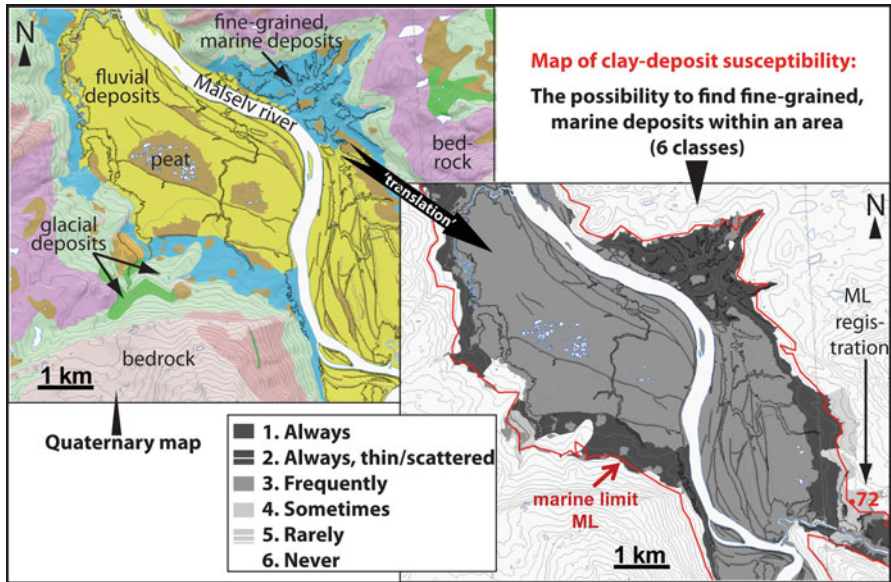 N
fine-grained,
marine deposits
fluvial
deposits
Målselv river
peat
bed-
rock
glacial
deposits
'translation'
bedrock
1 km
Quaternary map
Map of clay-deposit susceptibility:
The possibility to find fine-grained,
marine deposits within an area
(6 classes)
N
ML
regis-
tration
72
marine limit
ML
1 km
1. Always
2. Always, thin/scattered
3. Frequently
4. Sometimes
5. Rarely
6. Never